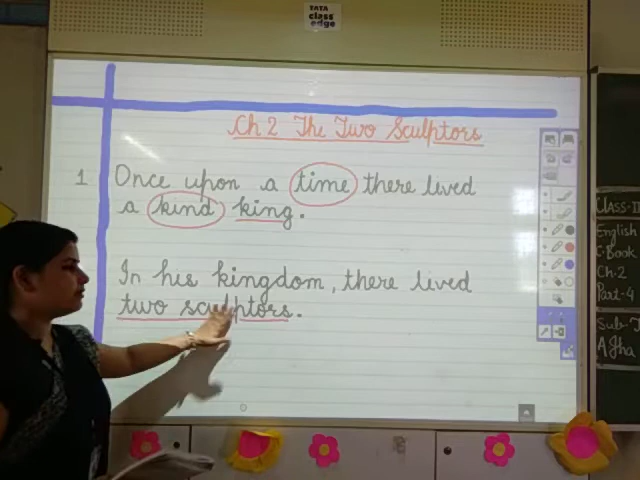 TATA
class
edge
Ch 2 The Two Sculptors
1 Once upon a time there lived
a kind king.
In his kingdom, there lived
two sculptors.
CLASS-II
English
C.Book
Ch-2
Part-4